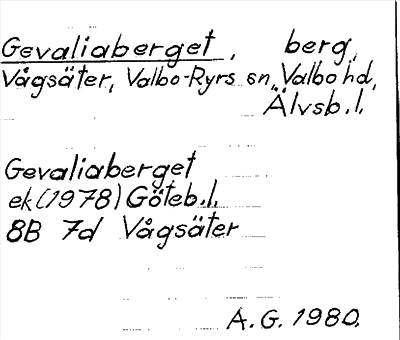 Gevaliaberget, berg,
Vågsäter, Valbo-Ryrs sn, Valbo hd,
Älvsb. l.
Gevaliaberget
ek (1978) Göteb. l.
8B 7d Vågsäter
A. G. 1980.